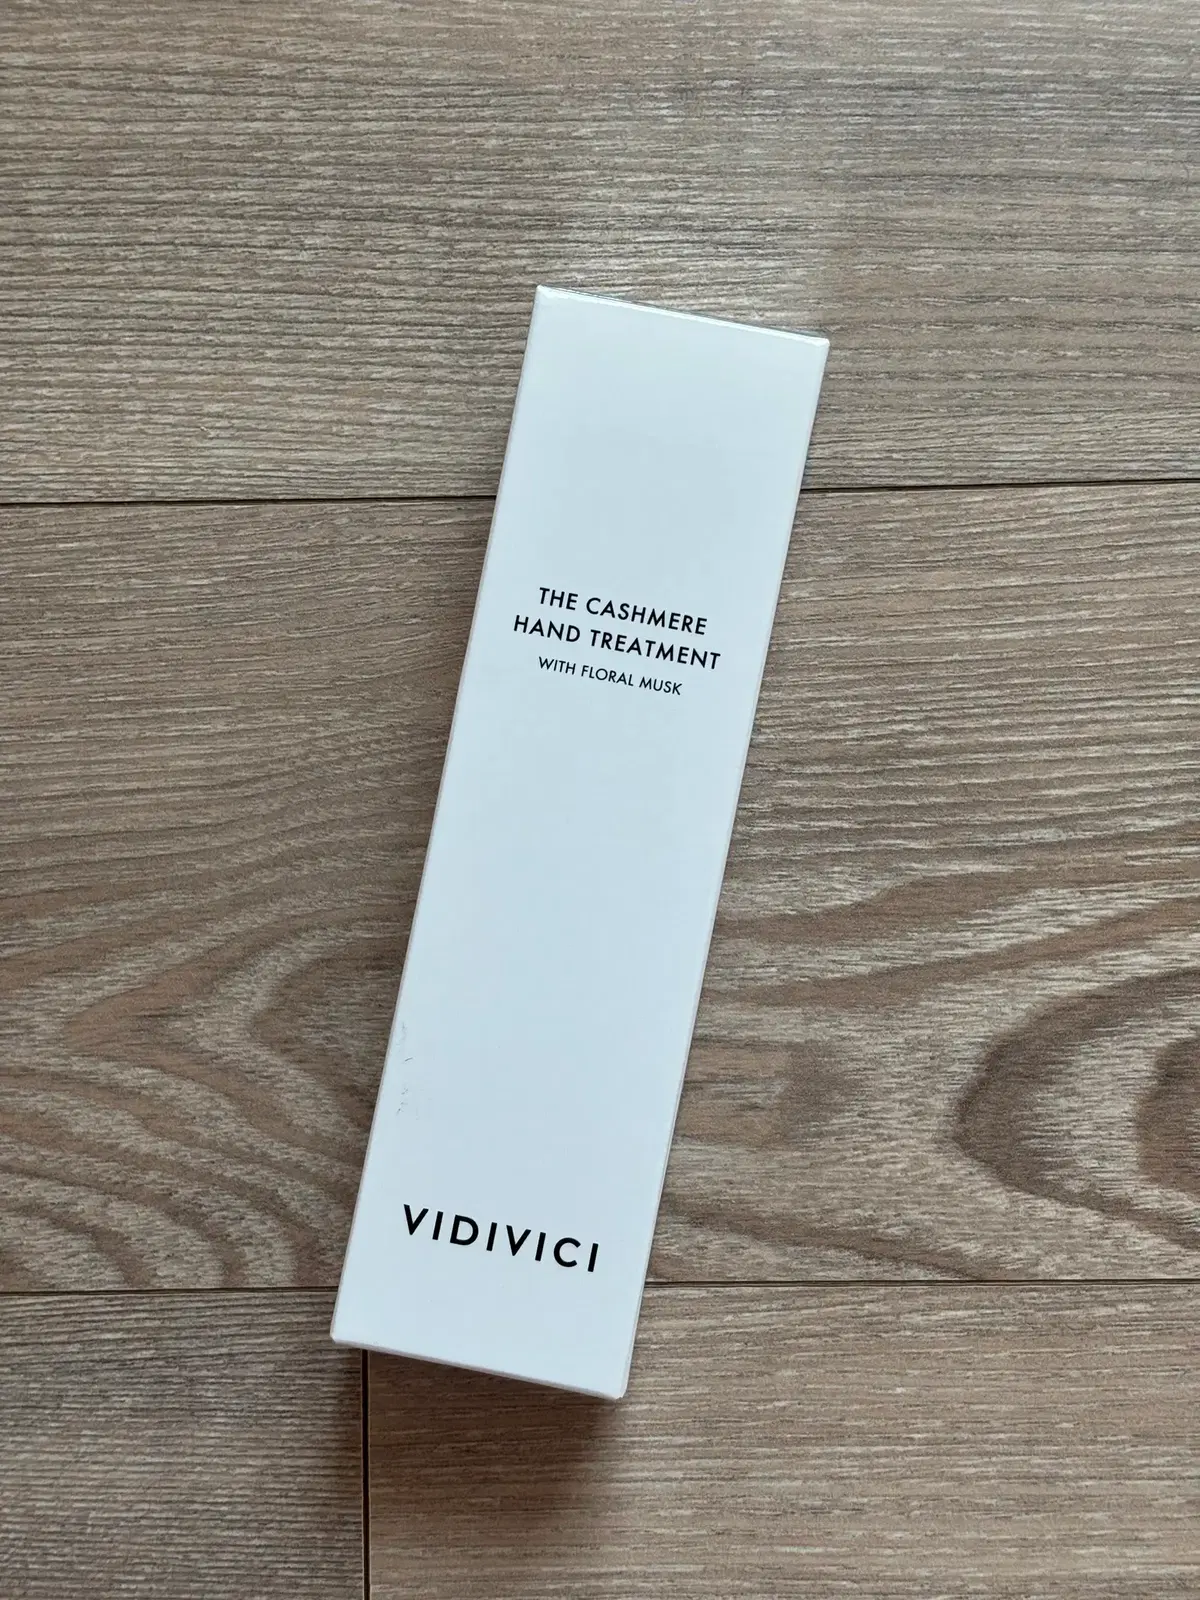 THE CASHMERE
HAND TREATMENT
WITH FLORAL MUSK
VIDIVICI